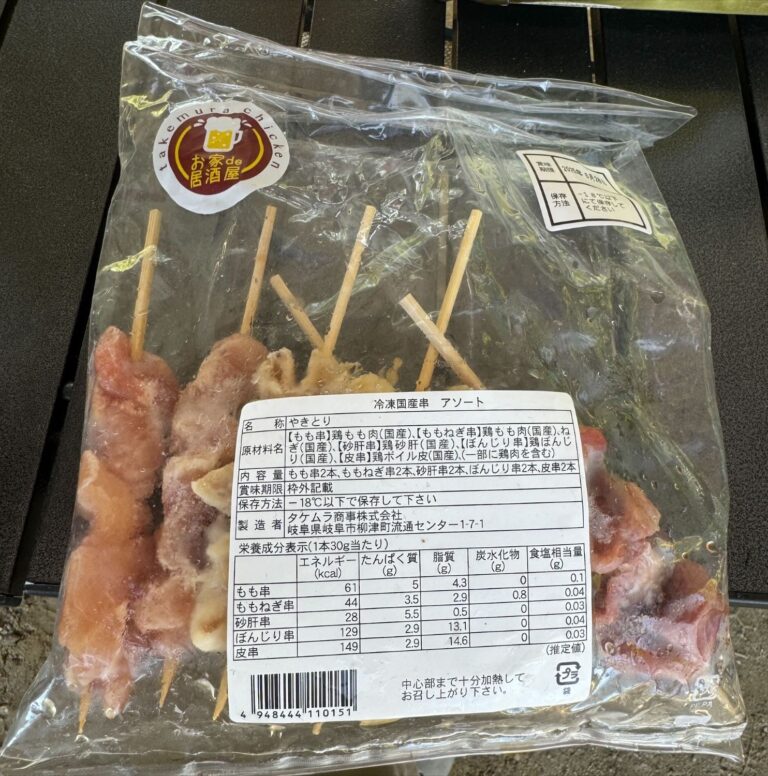 takemura chicken
お家de
居酒屋
賞味期限
保存方法 -18℃以下にて保存してください
冷凍国産串 アソート
名 称 やきとり
原材料名 【もも串】鶏もも肉(国産)、【ももねぎ串】鶏もも肉(国産)、ねぎ(国産)、【砂肝串】鶏砂肝(国産)、【ぼんじり串】鶏ぼんじり(国産)、【皮串】鶏ボイル皮(国産)、(一部に鶏肉を含む)
内 容 量 もも串2本、ももねぎ串2本、砂肝串2本、ぼんじり串2本、皮串2本
賞味期限 枠外記載
保存方法 －18℃以下で保存して下さい
製 造 者 タケムラ商事株式会社
岐阜県岐阜市柳津町流通センター1-7-1
栄養成分表示(1本30g当たり)
エネルギー(kcal) たんぱく質(g) 脂質(g) 炭水化物(g) 食塩相当量(g)
もも串 61 5 4.3 0 0.1
ももねぎ串 44 3.5 2.9 0.8 0.04
砂肝串 28 5.5 0.5 0 0.03
ぼんじり串 129 2.9 13.1 0 0.04
皮串 149 2.9 14.6 0 0.03
(推定値)
中心部まで十分加熱して
お召し上がり下さい。
プラ
袋
4 948444 110151